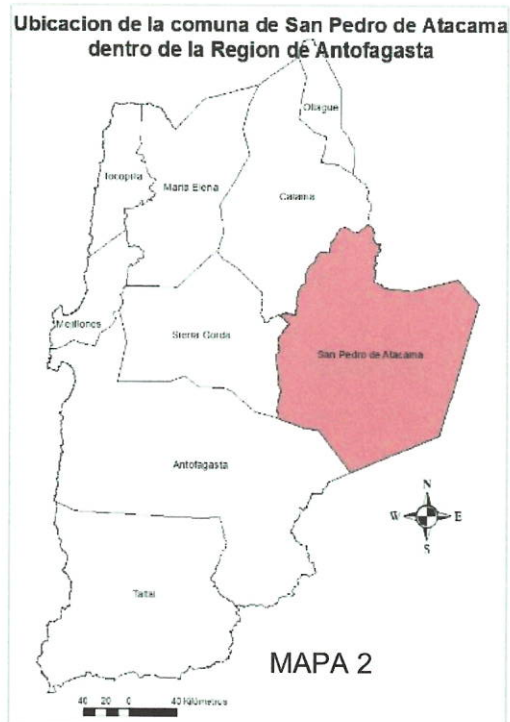 Ubicacion de la comuna de San Pedro de Atacama
dentro de la Region de Antofagasta
Ollague
Tocopilla
Maria Elena
Calama
Mejillones
Sierra Gorda
San Pedro de Atacama
Antofagasta
N
W E
S
Taltal
MAPA 2
40 20 0 40 Kilometros